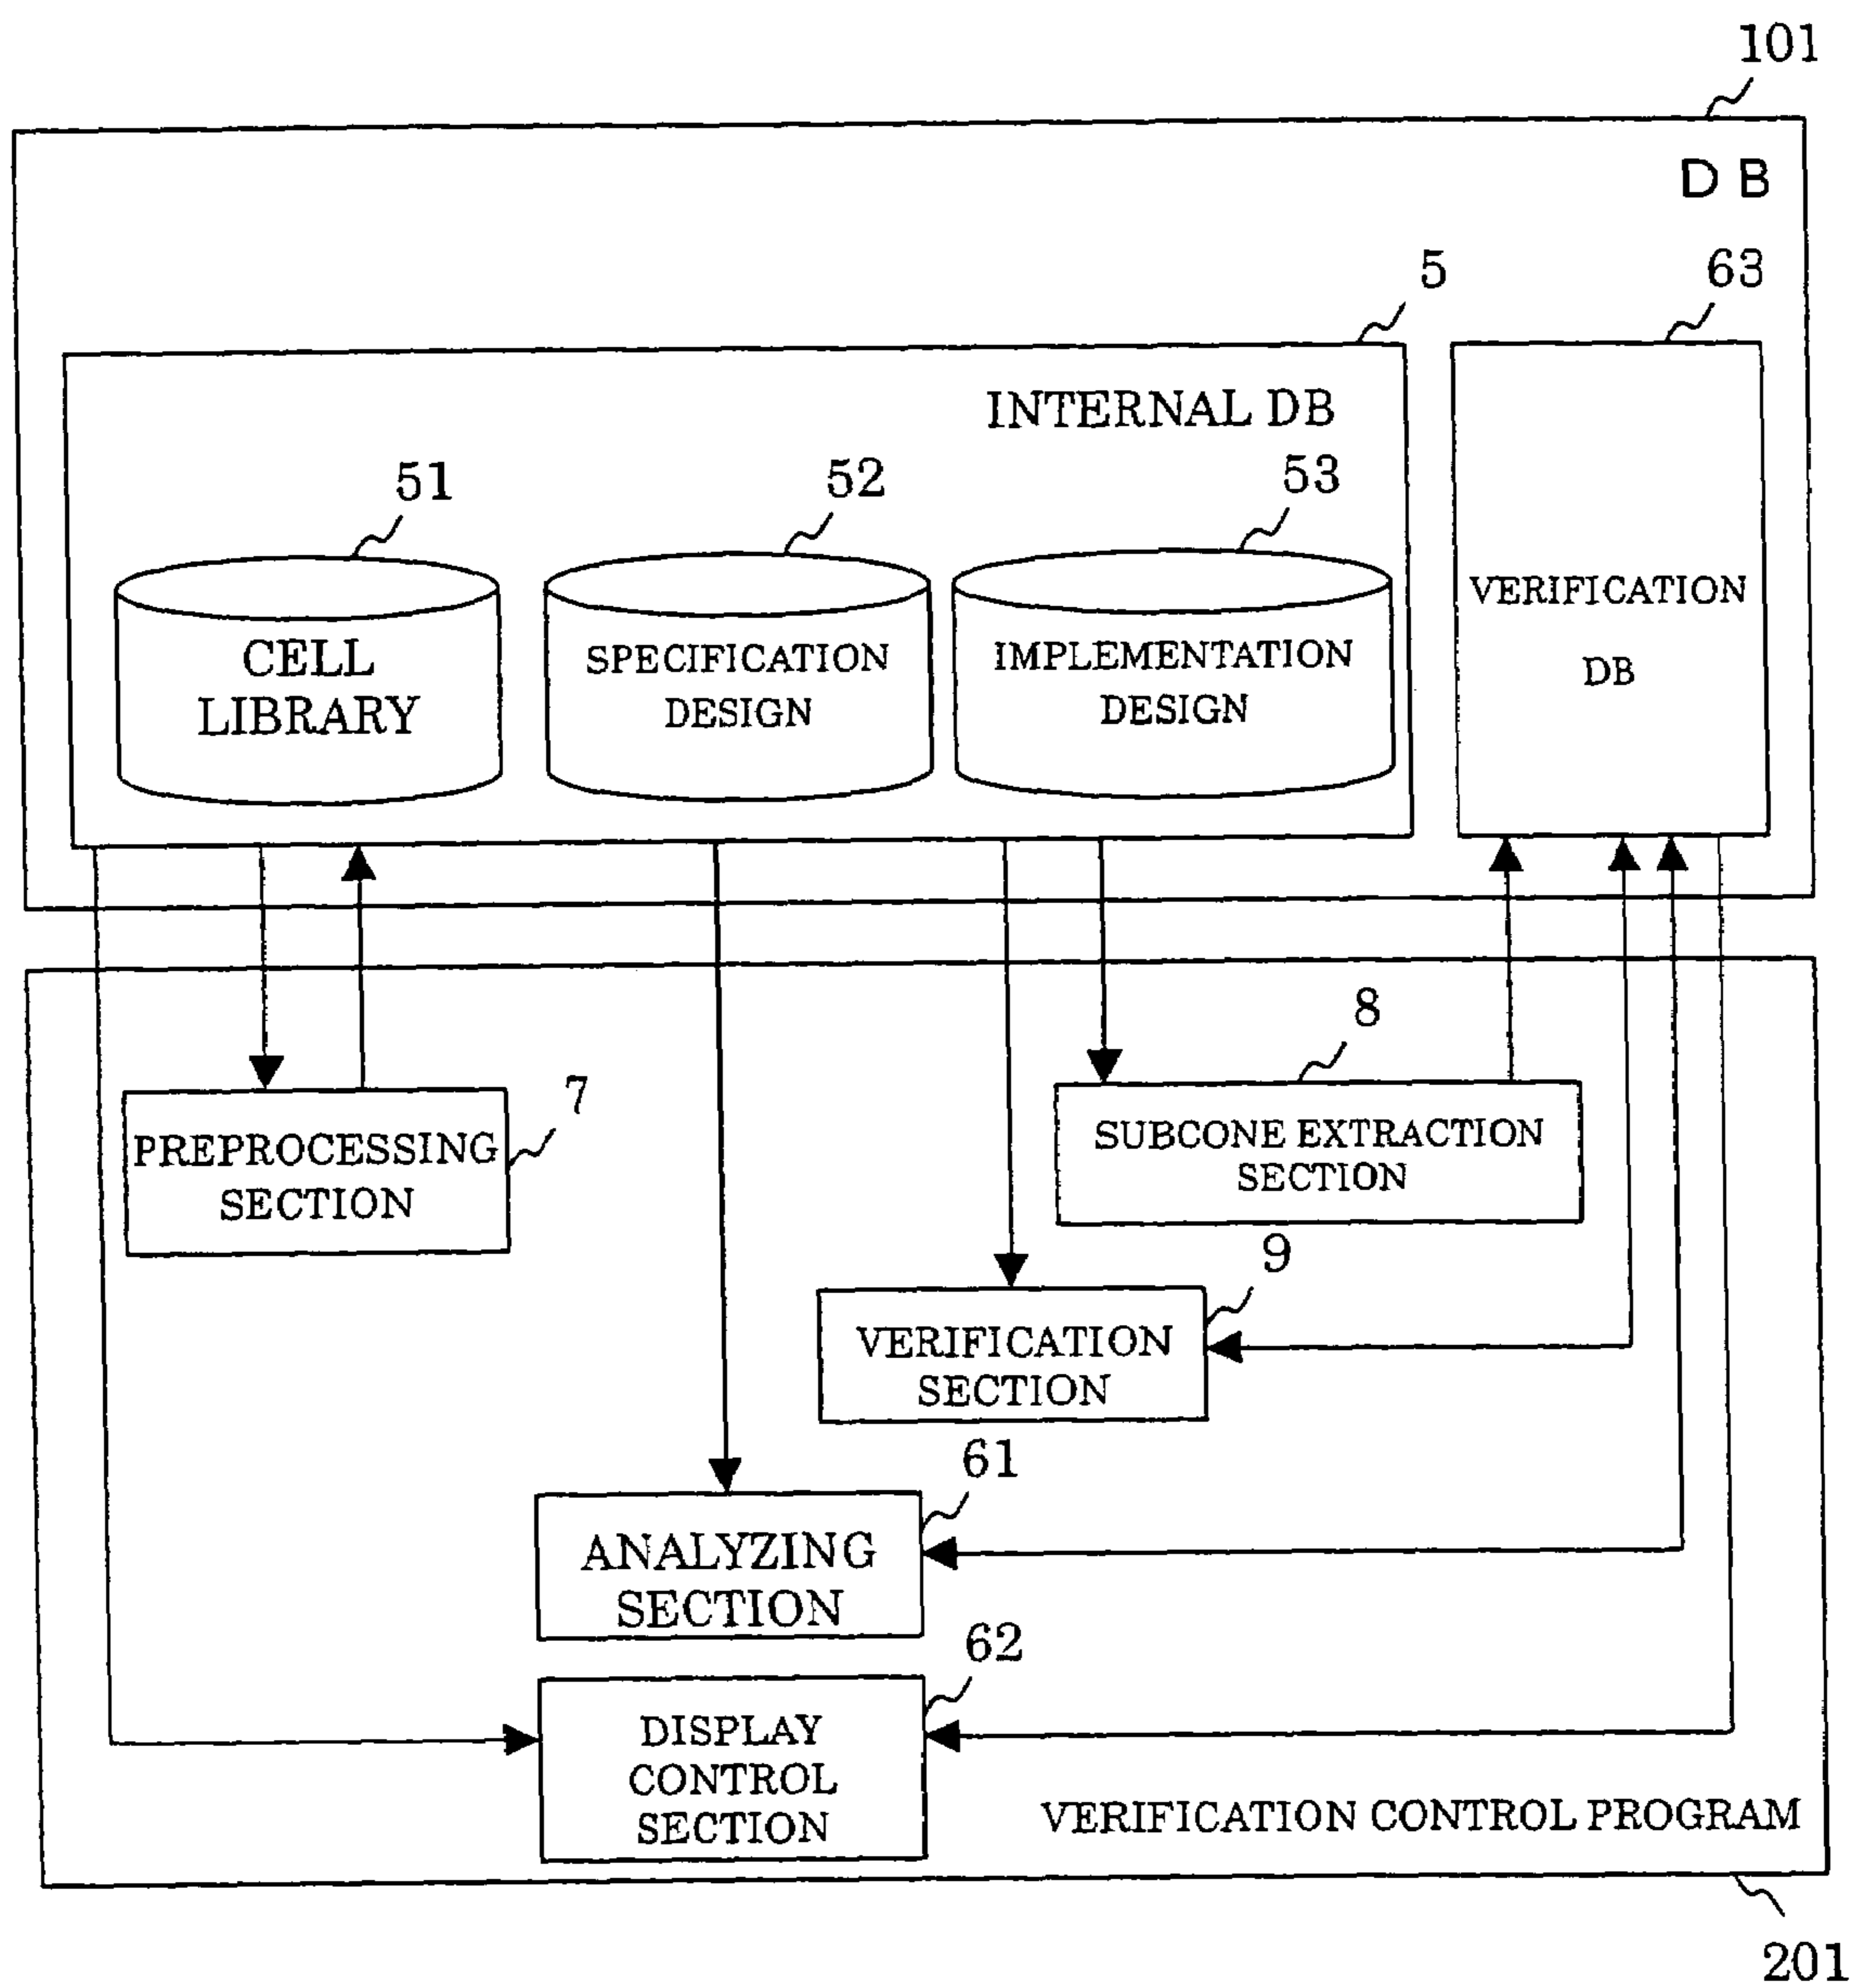 101
DB
5
63
INTERNAL DB
51
52
53
CELL
LIBRARY
SPECIFICATION
DESIGN
IMPLEMENTATION
DESIGN
VERIFICATION
DB
8
7
PREPROCESSING
SECTION
SUBCONE EXTRACTION
SECTION
9
VERIFICATION
SECTION
61
ANALYZING
SECTION
62
DISPLAY
CONTROL
SECTION
VERIFICATION CONTROL PROGRAM
201